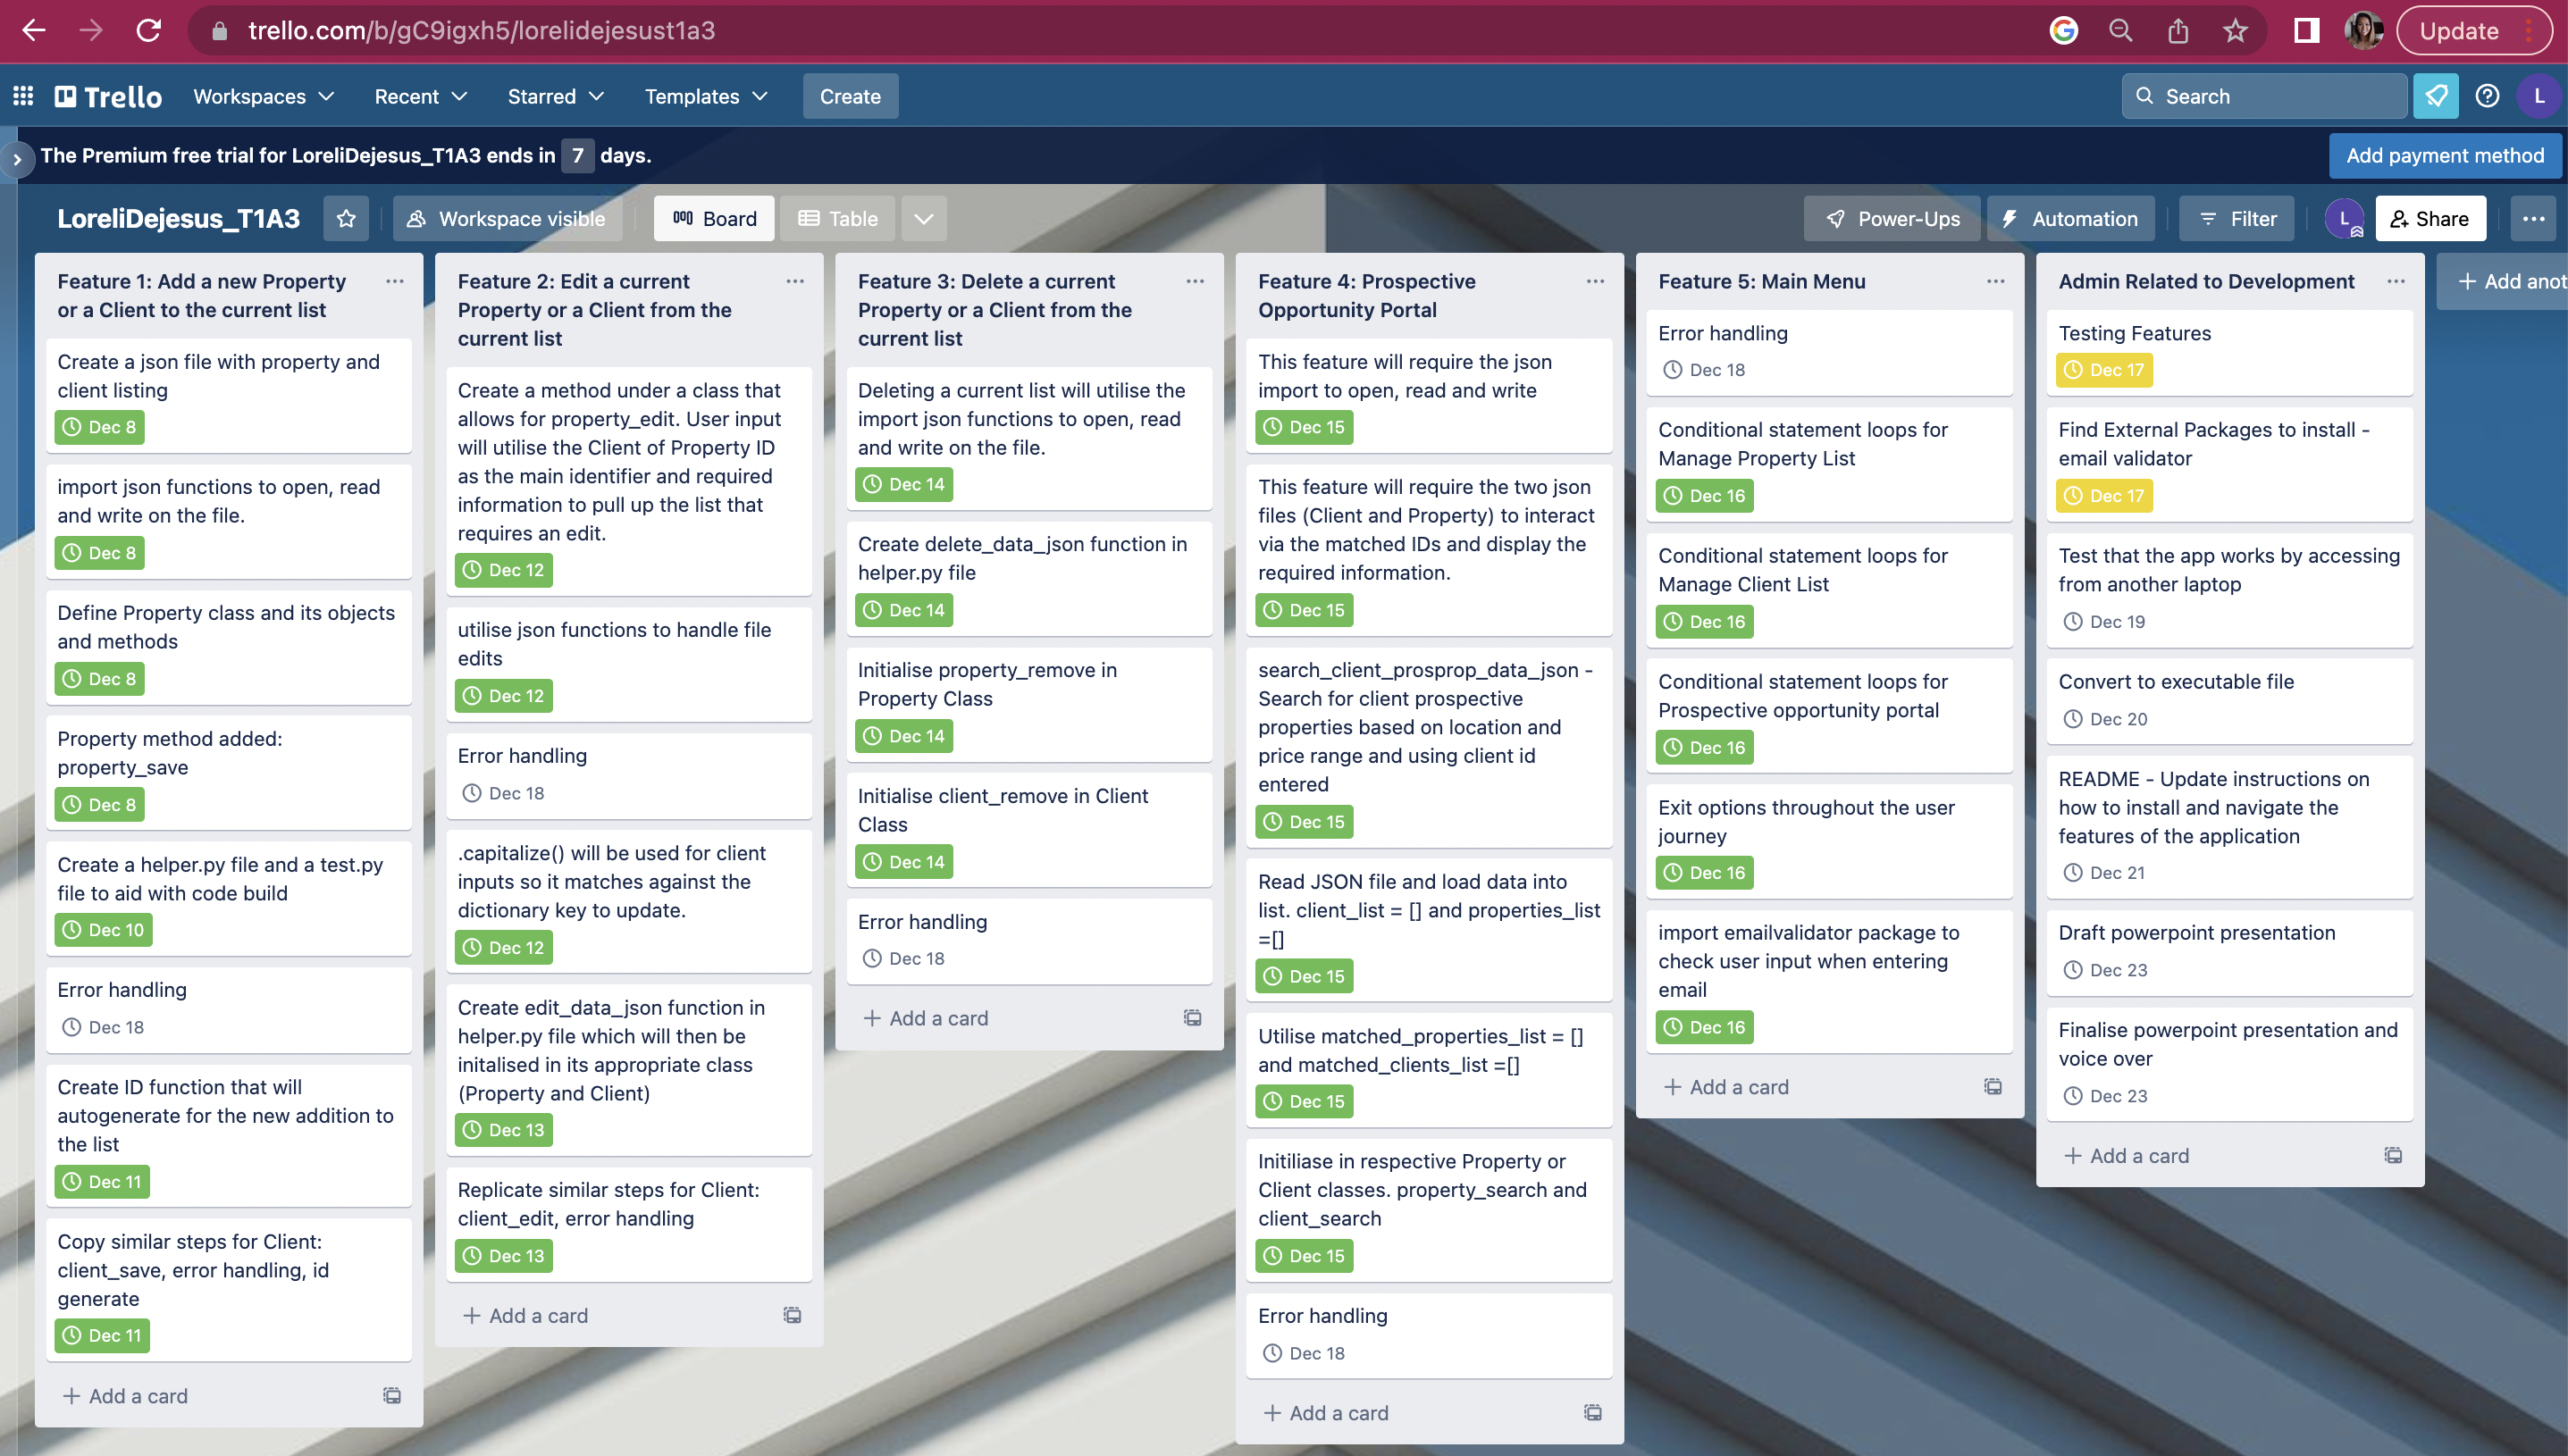 trello.com/b/gC9igxh5/lorelidejesust1a3
Update
Trello
Workspaces
Recent
Starred
Templates
Create
Search
L
The Premium free trial for LoreliDejesus_T1A3 ends in 7 days.
Add payment method
LoreliDejesus_T1A3
Workspace visible
Board
Table
Power-Ups
Automation
Filter
L
Share
Feature 1: Add a new Property
or a Client to the current list
Create a json file with property and
client listing
Dec 8
import json functions to open, read
and write on the file.
Dec 8
Define Property class and its objects
and methods
Dec 8
Property method added:
property_save
Dec 8
Create a helper.py file and a test.py
file to aid with code build
Dec 10
Error handling
Dec 18
Create ID function that will
autogenerate for the new addition to
the list
Dec 11
Copy similar steps for Client:
client_save, error handling, id
generate
Dec 11
Add a card
Feature 2: Edit a current
Property or a Client from the
current list
Create a method under a class that
allows for property_edit. User input
will utilise the Client of Property ID
as the main identifier and required
information to pull up the list that
requires an edit.
Dec 12
utilise json functions to handle file
edits
Dec 12
Error handling
Dec 18
.capitalize() will be used for client
inputs so it matches against the
dictionary key to update.
Dec 12
Create edit_data_json function in
helper.py file which will then be
initalised in its appropriate class
(Property and Client)
Dec 13
Replicate similar steps for Client:
client_edit, error handling
Dec 13
Add a card
Feature 3: Delete a current
Property or a Client from the
current list
Deleting a current list will utilise the
import json functions to open, read
and write on the file.
Dec 14
Create delete_data_json function in
helper.py file
Dec 14
Initialise property_remove in
Property Class
Dec 14
Initialise client_remove in Client
Class
Dec 14
Error handling
Dec 18
Add a card
Feature 4: Prospective
Opportunity Portal
This feature will require the json
import to open, read and write
Dec 15
This feature will require the two json
files (Client and Property) to interact
via the matched IDs and display the
required information.
Dec 15
search_client_prosprop_data_json -
Search for client prospective
properties based on location and
price range and using client id
entered
Dec 15
Read JSON file and load data into
list. client_list = [] and properties_list
=[]
Dec 15
Utilise matched_properties_list = []
and matched_clients_list =[]
Dec 15
Initiliase in respective Property or
Client classes. property_search and
client_search
Dec 15
Error handling
Dec 18
Add a card
Feature 5: Main Menu
Error handling
Dec 18
Conditional statement loops for
Manage Property List
Dec 16
Conditional statement loops for
Manage Client List
Dec 16
Conditional statement loops for
Prospective opportunity portal
Dec 16
Exit options throughout the user
journey
Dec 16
import emailvalidator package to
check user input when entering
email
Dec 16
Add a card
Admin Related to Development
Testing Features
Dec 17
Find External Packages to install -
email validator
Dec 17
Test that the app works by accessing
from another laptop
Dec 19
Convert to executable file
Dec 20
README - Update instructions on
how to install and navigate the
features of the application
Dec 21
Draft powerpoint presentation
Dec 23
Finalise powerpoint presentation and
voice over
Dec 23
Add a card
Add anot